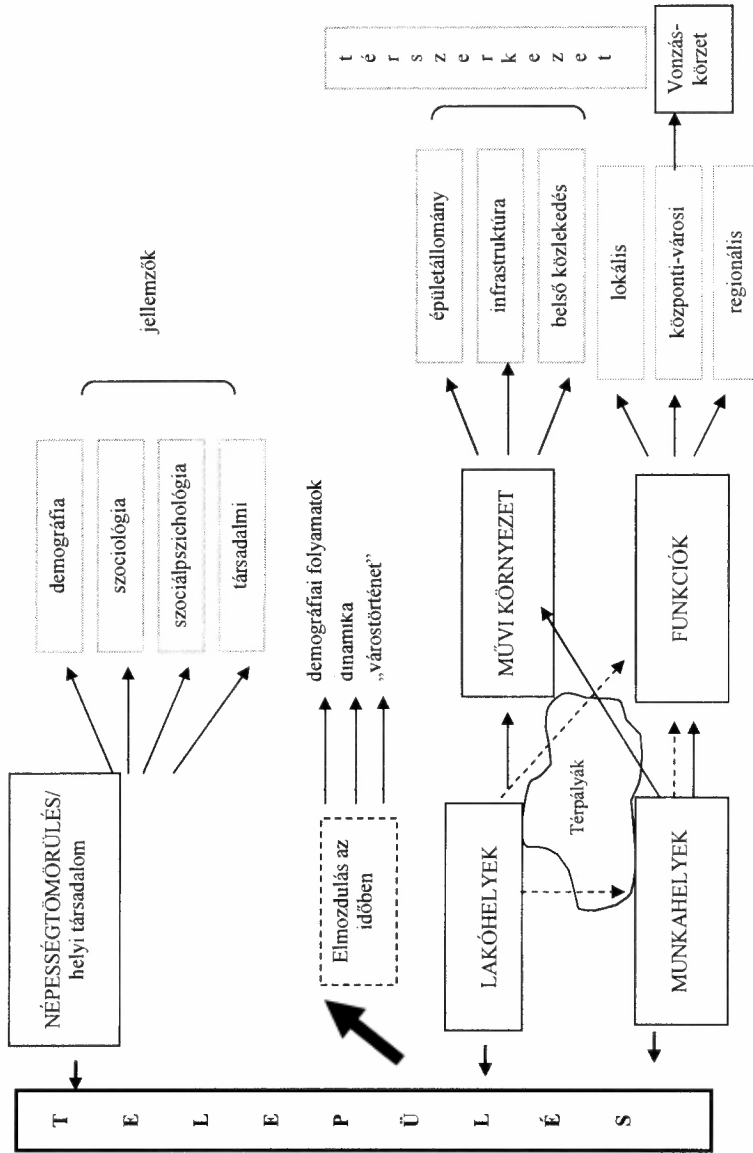 TELEPÜLÉS
NÉPESSÉGTÖMÖRÜLÉS/
helyi társadalom
demográfia
szociológia
szociálpszichológia
társadalmi
jellemzők
Elmozdulás az
időben
demográfiai folyamatok
dinamika
„várostörténet”
LAKÓHELYEK
Térpályák
MUNKAHELYEK
MŰVI KÖRNYEZET
FUNKCIÓK
épületállomány
infrastruktúra
belső közlekedés
térszerkezet
lokális
központi-városi
regionális
Vonzás-
körzet